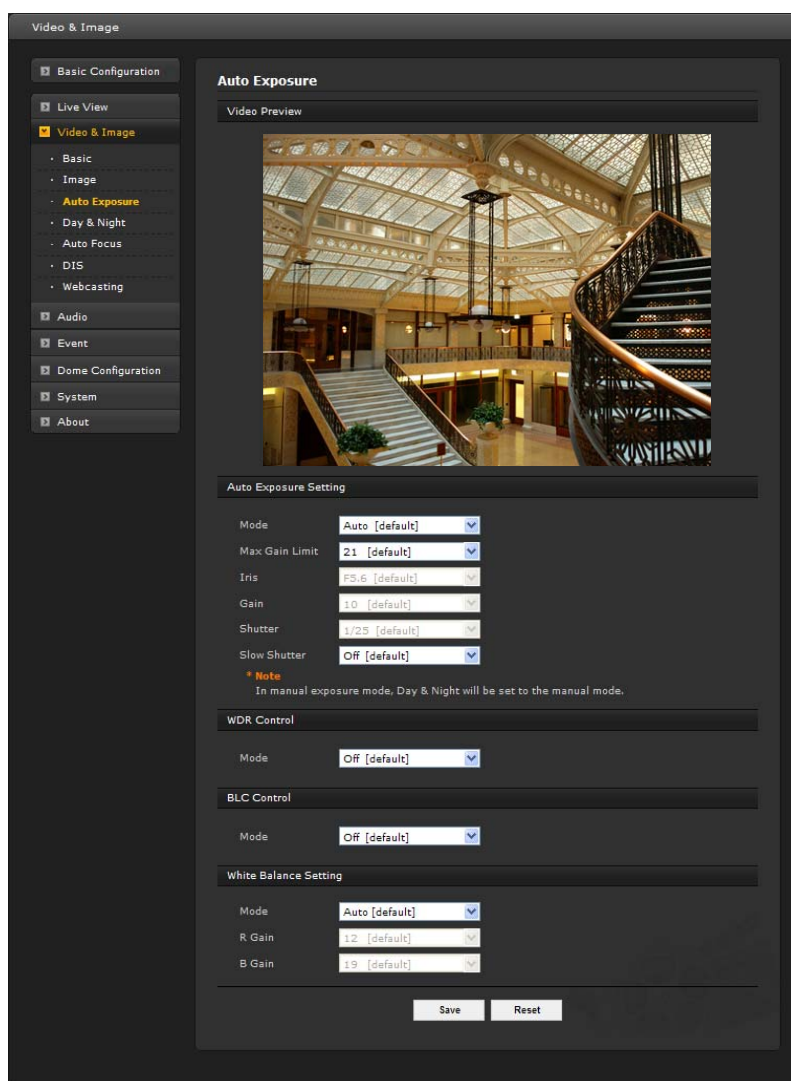 Video & Image
Basic Configuration
Live View
Video & Image
Basic
Image
Auto Exposure
Day & Night
Auto Focus
DIS
Webcasting
Audio
Event
Dome Configuration
System
About
Auto Exposure
Video Preview
Auto Exposure Setting
Mode Auto [default]
Max Gain Limit 21 [default]
Iris F5.6 [default]
Gain 10 [default]
Shutter 1/25 [default]
Slow Shutter Off [default]
* Note
In manual exposure mode, Day & Night will be set to the manual mode.
WDR Control
Mode Off [default]
BLC Control
Mode Off [default]
White Balance Setting
Mode Auto [default]
R Gain 12 [default]
B Gain 19 [default]
Save Reset